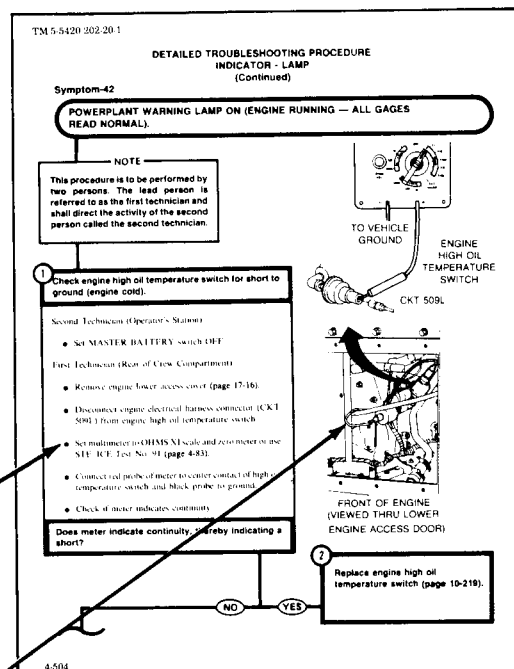 TM 5-5420-202-20-1
DETAILED TROUBLESHOOTING PROCEDURE
INDICATOR - LAMP
(Continued)
Symptom-42
POWERPLANT WARNING LAMP ON (ENGINE RUNNING — ALL GAGES
READ NORMAL).
NOTE
This procedure is to be performed by
two persons. The lead person is
referred to as the first technician and
shall direct the activity of the second
person called the second technician.
TO VEHICLE
GROUND
ENGINE
HIGH OIL
TEMPERATURE
SWITCH
CKT 509L
1
Check engine high oil temperature switch for short to
ground (engine cold).
Second Technician (Operator's Station)
• Set MASTER BATTERY switch OFF
First Technician (Rear of Crew Compartment)
• Remove engine lower access cover (page 17-16).
• Disconnect engine electrical harness connector (CKT
509L) from engine high oil temperature switch
• Set multimeter to OHMS X1 scale and zero meter or use
STE/ICE Test No. 91 (page 4-83).
• Connect red probe of meter to center contact of high
temperature switch and black probe to ground
• Check if meter indicates continuity
Does meter indicate continuity, thereby indicating a
short?
FRONT OF ENGINE
(VIEWED THRU LOWER
ENGINE ACCESS DOOR)
2
Replace engine high oil
temperature switch (page 10-219).
NO
YES
4-504